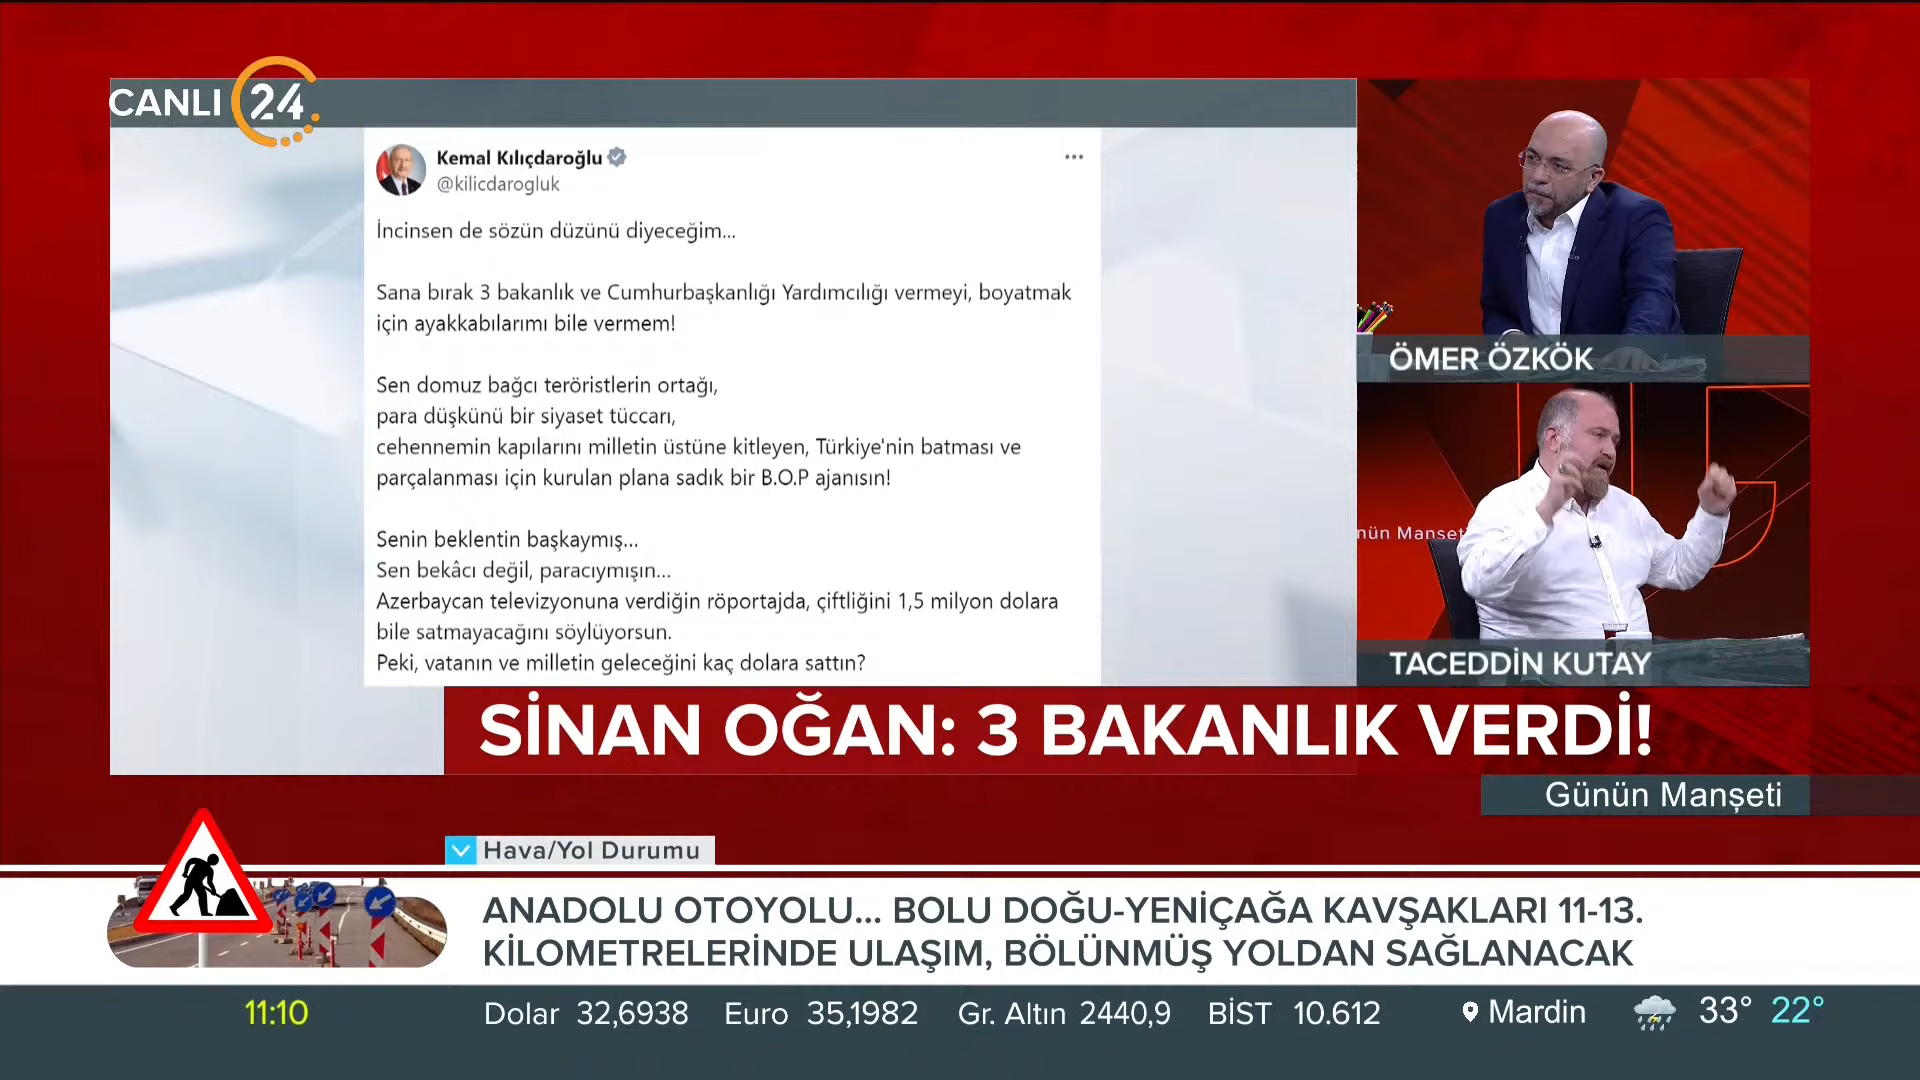 CANLI 24
Kemal Kılıçdaroğlu
@kilicdarogluk
İncinsen de sözün düzünü diyeceğim...
Sana bırak 3 bakanlık ve Cumhurbaşkanlığı Yardımcılığı vermeyi, boyatmak
için ayakkabılarımı bile vermem!
Sen domuz bağcı teröristlerin ortağı,
para düşkünü bir siyaset tüccarı,
cehennemin kapılarını milletin üstüne kitleyen, Türkiye'nin batması ve
parçalanması için kurulan plana sadık bir B.O.P ajanısın!
Senin beklentin başkaymış...
Sen bekâcı değil, paracıymışın...
Azerbaycan televizyonuna verdiğin röportajda, çiftliğini 1,5 milyon dolara
bile satmayacağını söylüyorsun.
Peki, vatanın ve milletin geleceğini kaç dolara sattın?
ÖMER ÖZKÖK
nün Manşeti
TACEDDİN KUTAY
SİNAN OĞAN: 3 BAKANLIK VERDİ!
Günün Manşeti
Hava/Yol Durumu
ANADOLU OTOYOLU... BOLU DOĞU-YENİÇAĞA KAVŞAKLARI 11-13.
KİLOMETRELERİNDE ULAŞIM, BÖLÜNMÜŞ YOLDAN SAĞLANACAK
11:10 Dolar 32,6938 Euro 35,1982 Gr. Altın 2440,9 BİST 10.612 Mardin 33° 22°